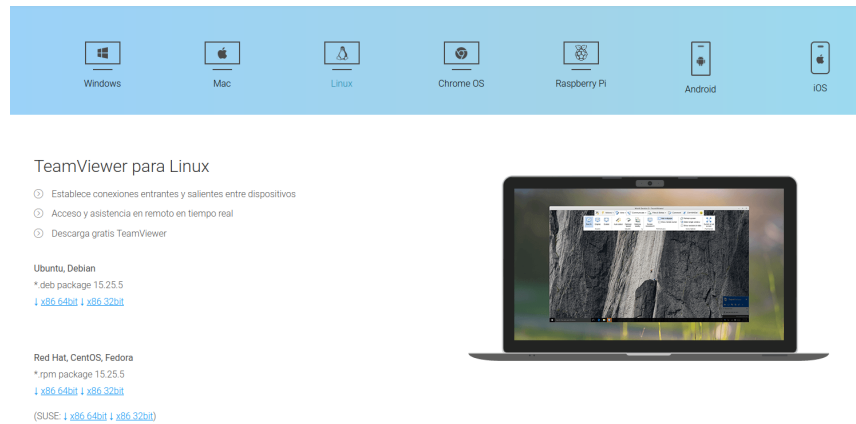 Windows
Mac
Linux
Chrome OS
Raspberry Pi
Android
iOS
TeamViewer para Linux
Establece conexiones entrantes y salientes entre dispositivos
Acceso y asistencia en remoto en tiempo real
Descarga gratis TeamViewer
Ubuntu, Debian
*.deb package 15.25.5
↓ x86 64bit ↓ x86 32bit
Red Hat, CentOS, Fedora
*.rpm package 15.25.5
↓ x86 64bit ↓ x86 32bit
(SUSE: ↓ x86 64bit ↓ x86 32bit)